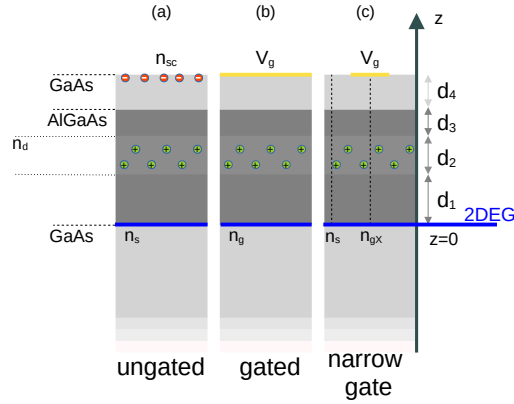 (a) (b) (c) z
n_sc V_g V_g
GaAs d_4
AlGaAs d_3
n_d d_2
d_1
2DEG
GaAs n_s n_g n_s n_gX z=0
ungated gated narrow
gate